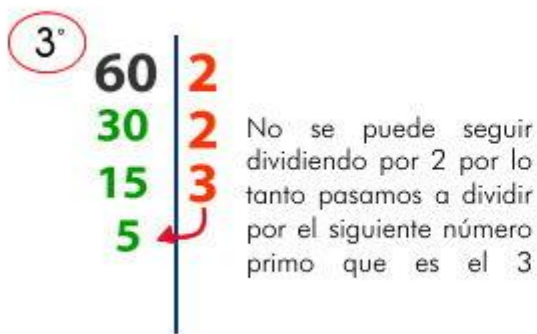 3°
60 2
30 2
15 3
5
No se puede seguir
dividiendo por 2 por lo
tanto pasamos a dividir
por el siguiente número
primo que es el 3